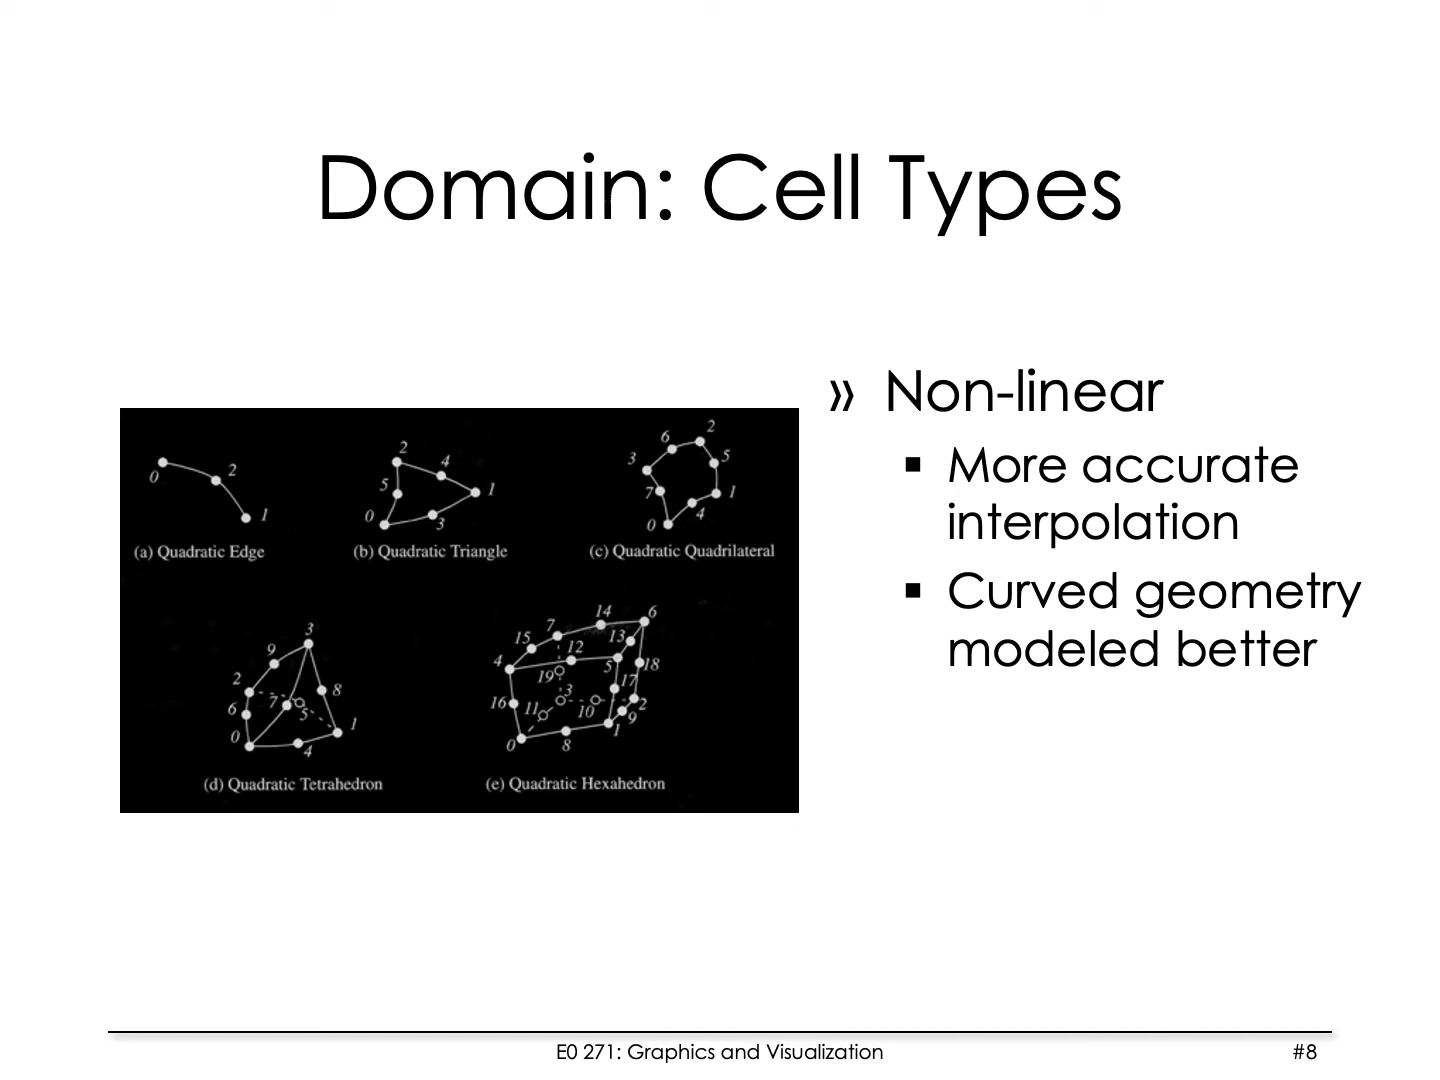 Domain: Cell Types
» Non-linear
▪ More accurate
interpolation
▪ Curved geometry
modeled better
0 2 1
(a) Quadratic Edge
2 4 5 1 0 3
(b) Quadratic Triangle
2 6 3 5 7 1 4 0
(c) Quadratic Quadrilateral
3 9 2 8 7 6 5 1 0 4
(d) Quadratic Tetrahedron
14 6 7 15 13 12 4 5 18 19 17 3 16 11 10 2 9 1 0 8
(e) Quadratic Hexahedron
E0 271: Graphics and Visualization
#8